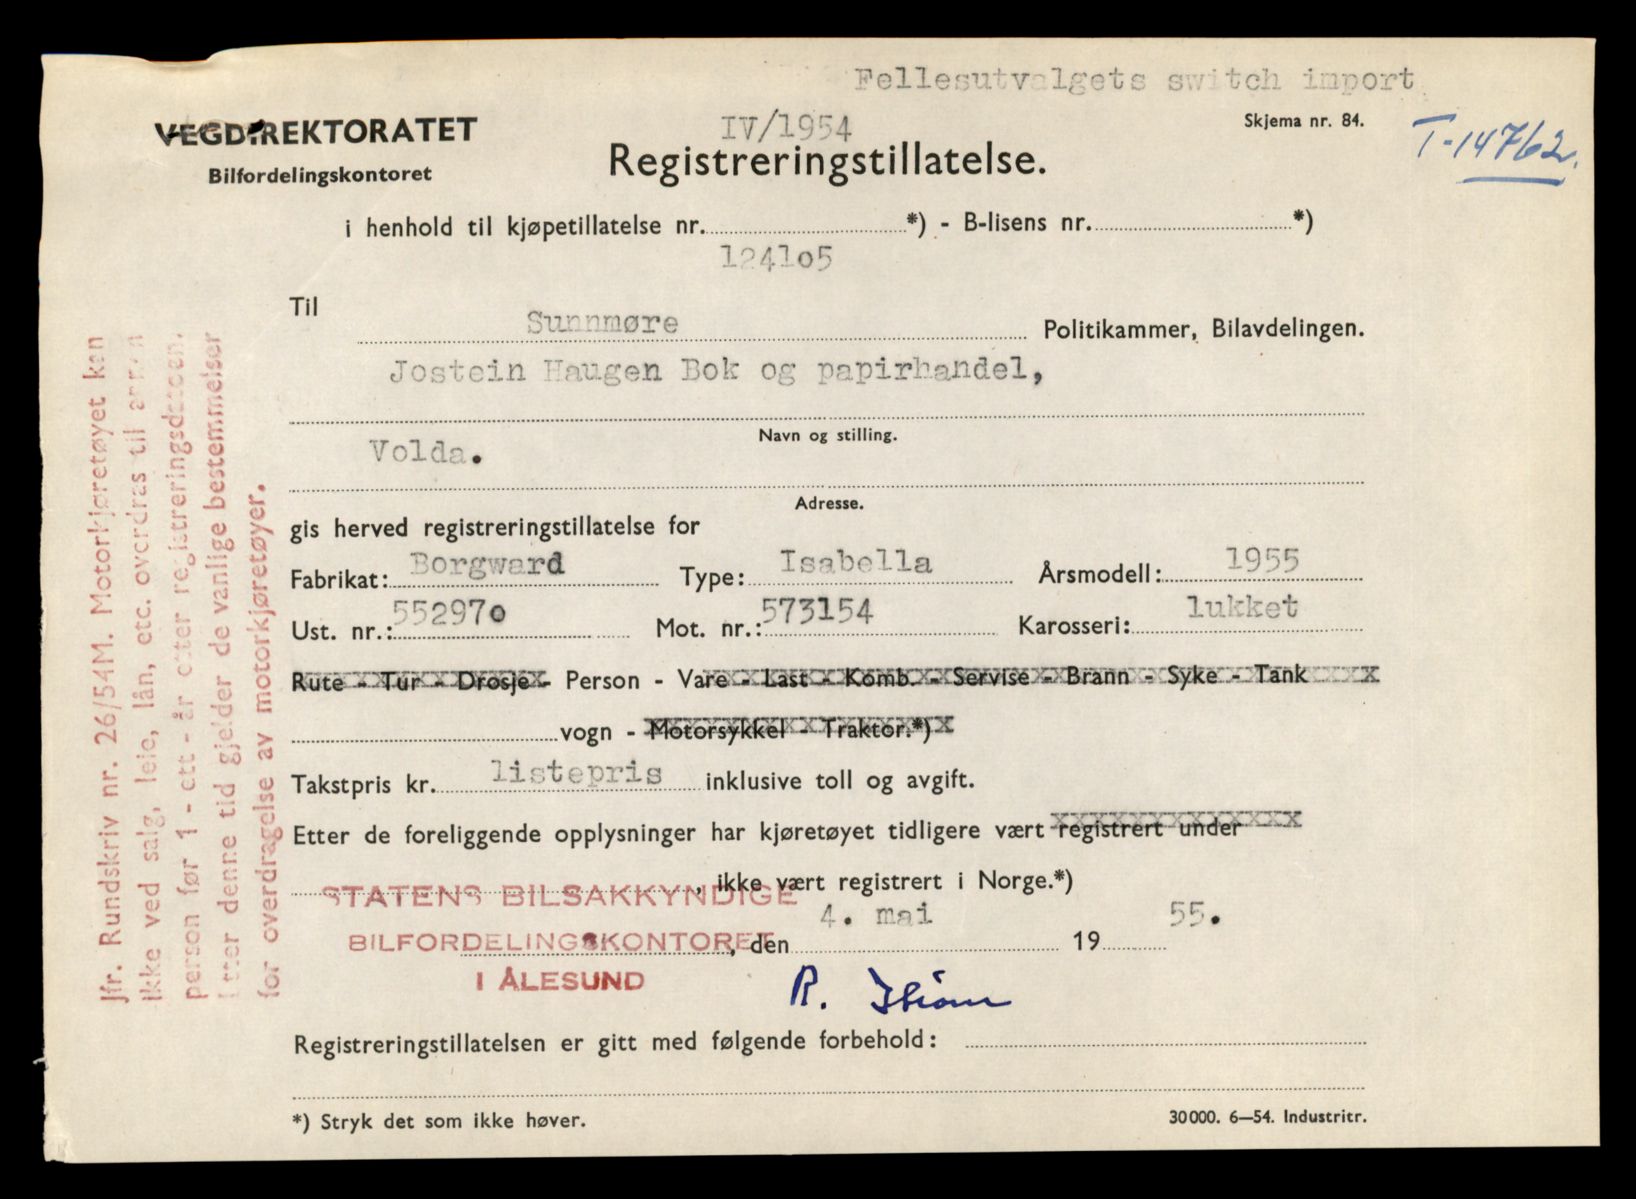 Fellesutvalgets switch import
VEGDIREKTORATET
Bilfordelingskontoret
IV/1954
Skjema nr. 84.
T-14762.
Registreringstillatelse.
i henhold til kjøpetillatelse nr. *) - B-lisens nr. *)
1241o5
Til
Sunnmøre Politikammer, Bilavdelingen.
Jostein Haugen Bok og papirhandel,
Navn og stilling.
Volda.
Adresse.
gis herved registreringstillatelse for
Fabrikat: Borgward Type: Isabella Årsmodell: 1955
Ust. nr.: 55297o Mot. nr.: 573154 Karosseri: lukket
Rute - Tur - Drosje - Person - Vare - Last - Komb. - Servise - Brann - Syke - Tank
vogn - Motorsykkel - Traktor.*)
Takstpris kr. listepris inklusive toll og avgift.
Etter de foreliggende opplysninger har kjøretøyet tidligere vært registrert under
, ikke vært registrert i Norge.*)
STATENS BILSAKKYNDIGE
BILFORDELINGSKONTORET
I ÅLESUND
, den 4. mai 19 55.
R.
Registreringstillatelsen er gitt med følgende forbehold:
*) Stryk det som ikke høver.
30000. 6—54. Industritr.
Jfr. Rundskriv nr. 26/54M. Motorkjøretøyet kan
ikke ved salg, leie, lån, etc. overdras til annen
person før 1 - ett - år etter registreringsdagen.
Etter denne tid gjelder de vanlige bestemmelser
for overdragelse av motorkjøretøyer.